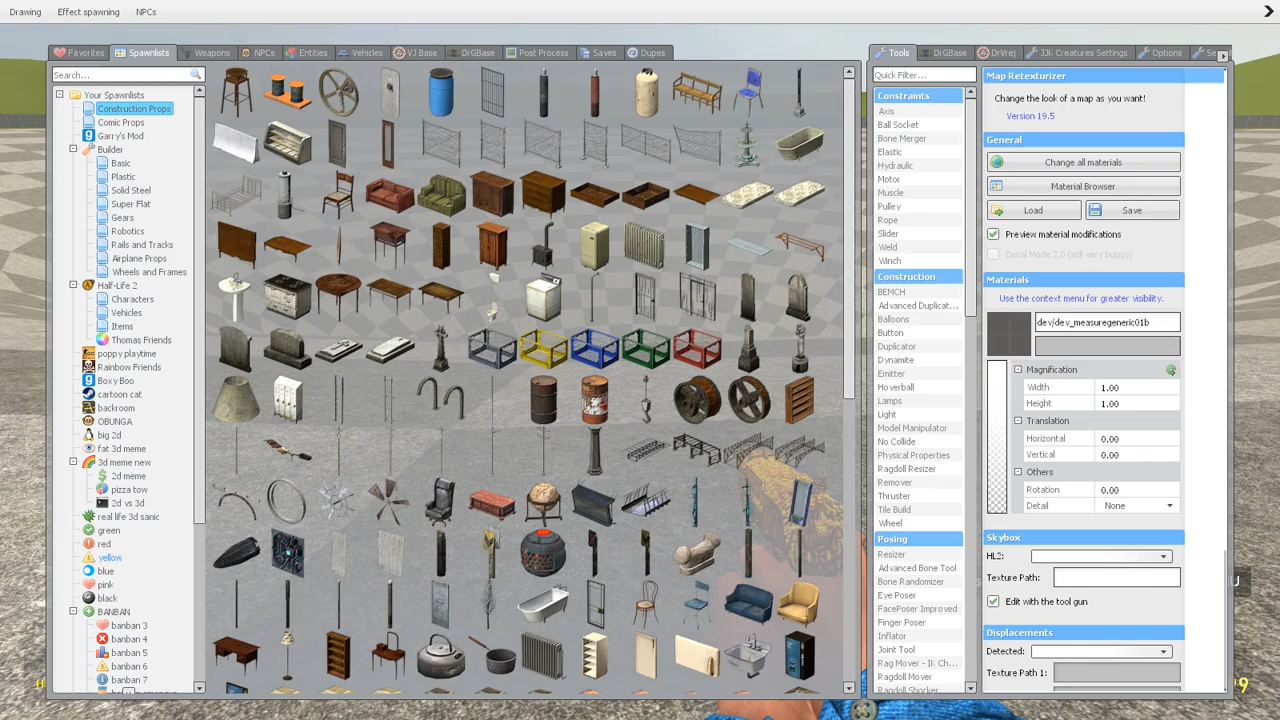 Drawing Effect spawning NPCs
Favorites Spawnlists Weapons NPCs Entities Vehicles VJ Base DrGBase Post Process Saves Dupes
Search...
Your Spawnlists
Construction Props
Comic Props
Garry's Mod
Builder
Basic
Plastic
Solid Steel
Super Flat
Gears
Robotics
Rails and Tracks
Airplane Props
Wheels and Frames
Half-Life 2
Characters
Vehicles
Items
Thomas Friends
poppy playtime
Rainbow Friends
Boxy Boo
cartoon cat
backroom
OBUNGA
big 2d
fat 3d meme
3d meme new
2d meme
pizza tow
2d vs 3d
real life 3d sanic
green
red
yellow
blue
pink
black
BANBAN
banban 3
banban 4
banban 5
banban 6
banban 7
Tools DrGBase DrVrej JJK Creatures Settings Options Se
Quick Filter...
Constraints
Axis
Ball Socket
Bone Merger
Elastic
Hydraulic
Motor
Muscle
Pulley
Rope
Slider
Weld
Winch
Construction
BEMCH
Advanced Duplicat...
Balloons
Button
Duplicator
Dynamite
Emitter
Hoverball
Lamps
Light
Model Manipulator
No Collide
Physical Properties
Ragdoll Resizer
Remover
Thruster
Tile Build
Wheel
Posing
Resizer
Advanced Bone Tool
Bone Randomizer
Eye Poser
FacePoser Improved
Finger Poser
Inflator
Joint Tool
Rag Mover - IK Ch...
Ragdoll Mover
Ragdoll Shocker
Map Retexturizer
Change the look of a map as you want!
Version 19.5
General
Change all materials
Material Browser
Load Save
Preview material modifications
Decal Mode 2.0 (still very buggy)
Materials
Use the context menu for greater visibility.
dev/dev_measuregeneric01b
Magnification
Width 1.00
Height 1.00
Translation
Horizontal 0.00
Vertical 0.00
Others
Rotation 0.00
Detail None
Skybox
HL2:
Texture Path:
Edit with the tool gun
Displacements
Detected:
Texture Path 1: